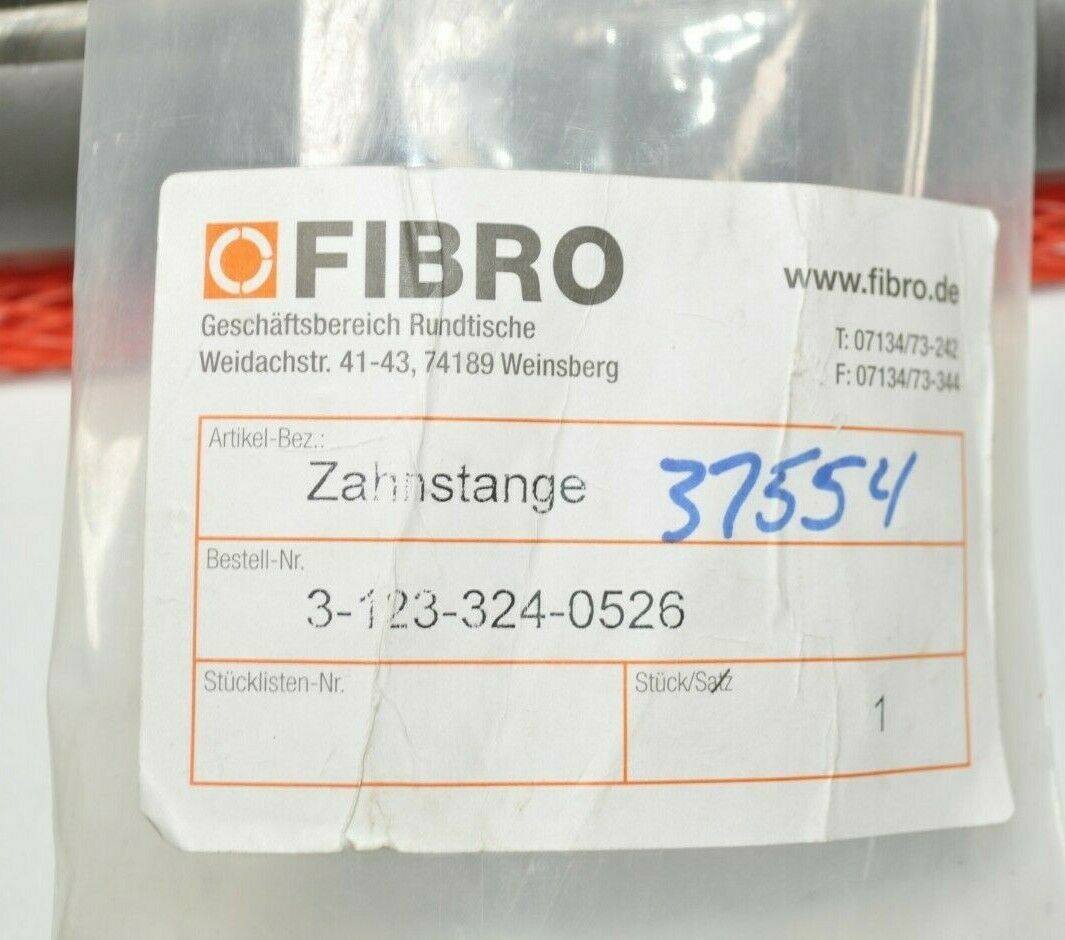 FIBRO
www.fibro.de
Geschäftsbereich Rundtische
Weidachstr. 41-43, 74189 Weinsberg
T: 07134/73-242
F: 07134/73-344
Artikel-Bez.:
Zahnstange 37554
Bestell-Nr.
3-123-324-0526
Stücklisten-Nr.
Stück/Satz
1